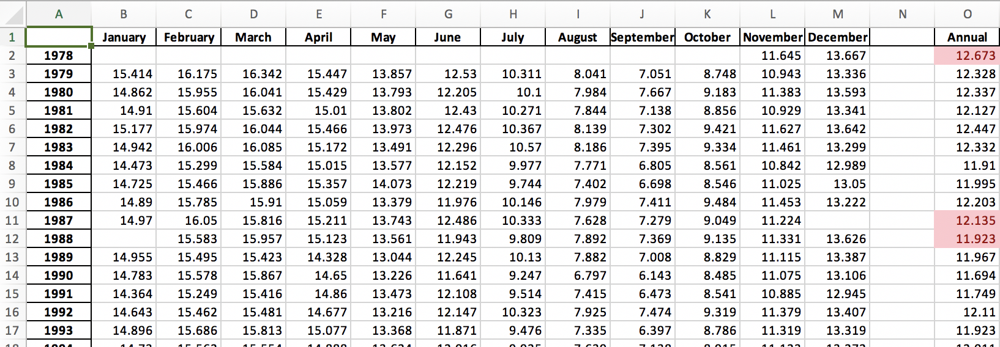 A B C D E F G H I J K L M N O
1 January February March April May June July August September October November December Annual
2 1978 11.645 13.667 12.673
3 1979 15.414 16.175 16.342 15.447 13.857 12.53 10.311 8.041 7.051 8.748 10.943 13.336 12.328
4 1980 14.862 15.955 16.041 15.429 13.793 12.205 10.1 7.984 7.667 9.183 11.383 13.593 12.337
5 1981 14.91 15.604 15.632 15.01 13.802 12.43 10.271 7.844 7.138 8.856 10.929 13.341 12.127
6 1982 15.177 15.974 16.044 15.466 13.973 12.476 10.367 8.139 7.302 9.421 11.627 13.642 12.447
7 1983 14.942 16.006 16.085 15.172 13.491 12.296 10.57 8.186 7.395 9.334 11.461 13.299 12.332
8 1984 14.473 15.299 15.584 15.015 13.577 12.152 9.977 7.771 6.805 8.561 10.842 12.989 11.91
9 1985 14.725 15.466 15.886 15.357 14.073 12.219 9.744 7.402 6.698 8.546 11.025 13.05 11.995
10 1986 14.89 15.785 15.91 15.059 13.379 11.976 10.146 7.979 7.411 9.484 11.453 13.222 12.203
11 1987 14.97 16.05 15.816 15.211 13.743 12.486 10.333 7.628 7.279 9.049 11.224 12.135
12 1988 15.583 15.957 15.123 13.561 11.943 9.809 7.892 7.369 9.135 11.331 13.626 11.923
13 1989 14.955 15.495 15.423 14.328 13.044 12.245 10.13 7.882 7.008 8.829 11.115 13.387 11.967
14 1990 14.783 15.578 15.867 14.65 13.226 11.641 9.247 6.797 6.143 8.485 11.075 13.106 11.694
15 1991 14.364 15.249 15.416 14.86 13.473 12.108 9.514 7.415 6.473 8.541 10.885 12.945 11.749
16 1992 14.643 15.462 15.481 14.677 13.216 12.147 10.323 7.925 7.474 9.319 11.379 13.407 12.11
17 1993 14.896 15.686 15.813 15.077 13.368 11.871 9.476 7.335 6.397 8.786 11.319 13.319 11.923